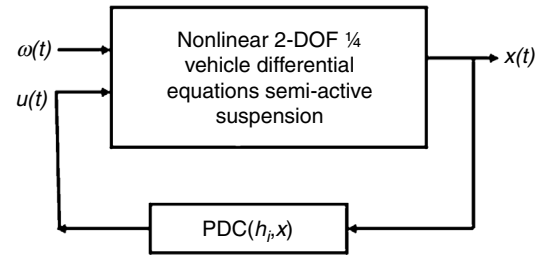 ω(t)
u(t)
Nonlinear 2-DOF ¼
vehicle differential
equations semi-active
suspension
x(t)
PDC(hᵢ,x)